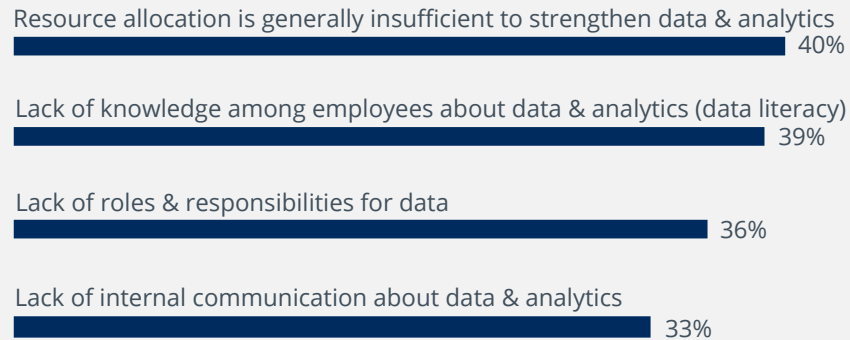 Resource allocation is generally insufficient to strengthen data & analytics
40%
Lack of knowledge among employees about data & analytics (data literacy)
39%
Lack of roles & responsibilities for data
36%
Lack of internal communication about data & analytics
33%